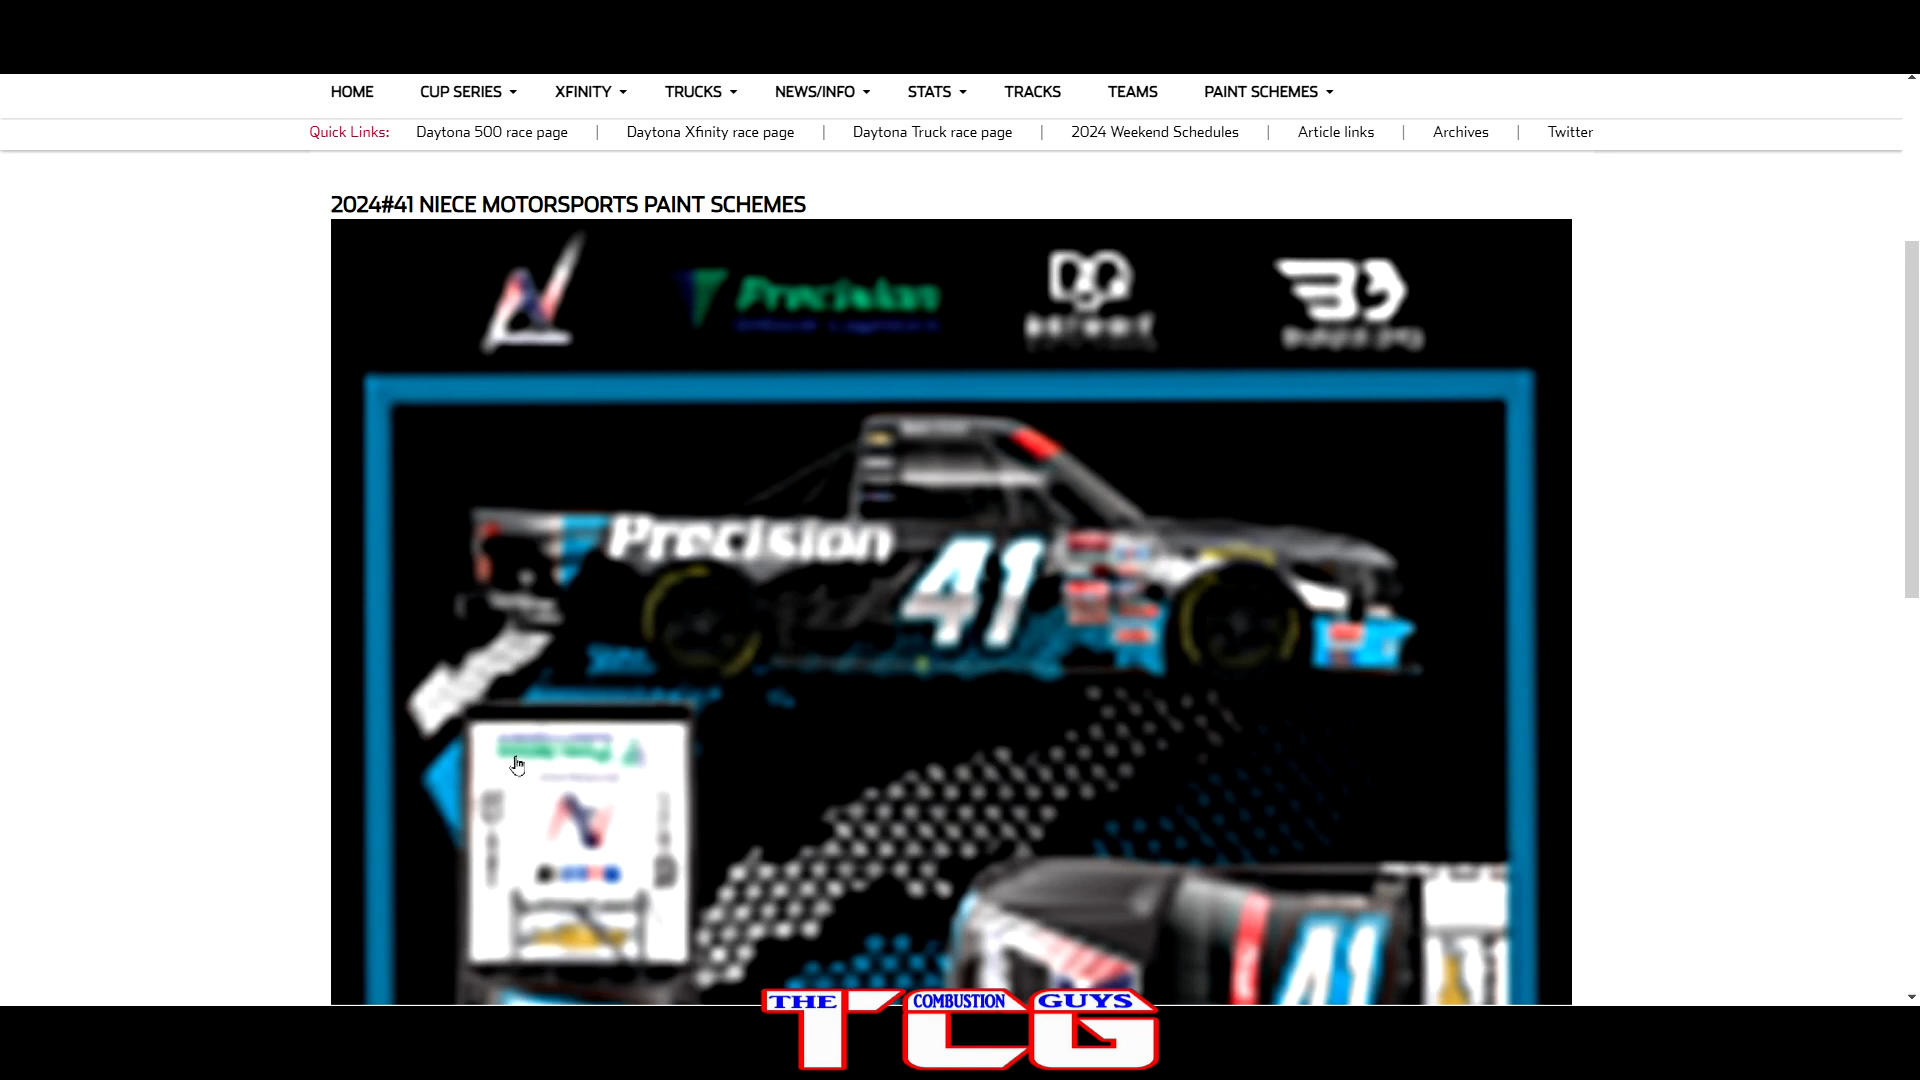 HOME CUP SERIES XFINITY TRUCKS NEWS/INFO STATS TRACKS TEAMS PAINT SCHEMES
Quick Links: Daytona 500 race page | Daytona Xfinity race page | Daytona Truck race page | 2024 Weekend Schedules | Article links | Archives | Twitter
2024#41 NIECE MOTORSPORTS PAINT SCHEMES
Precision
Precision
41
41
THE COMBUSTION GUYS
TCG